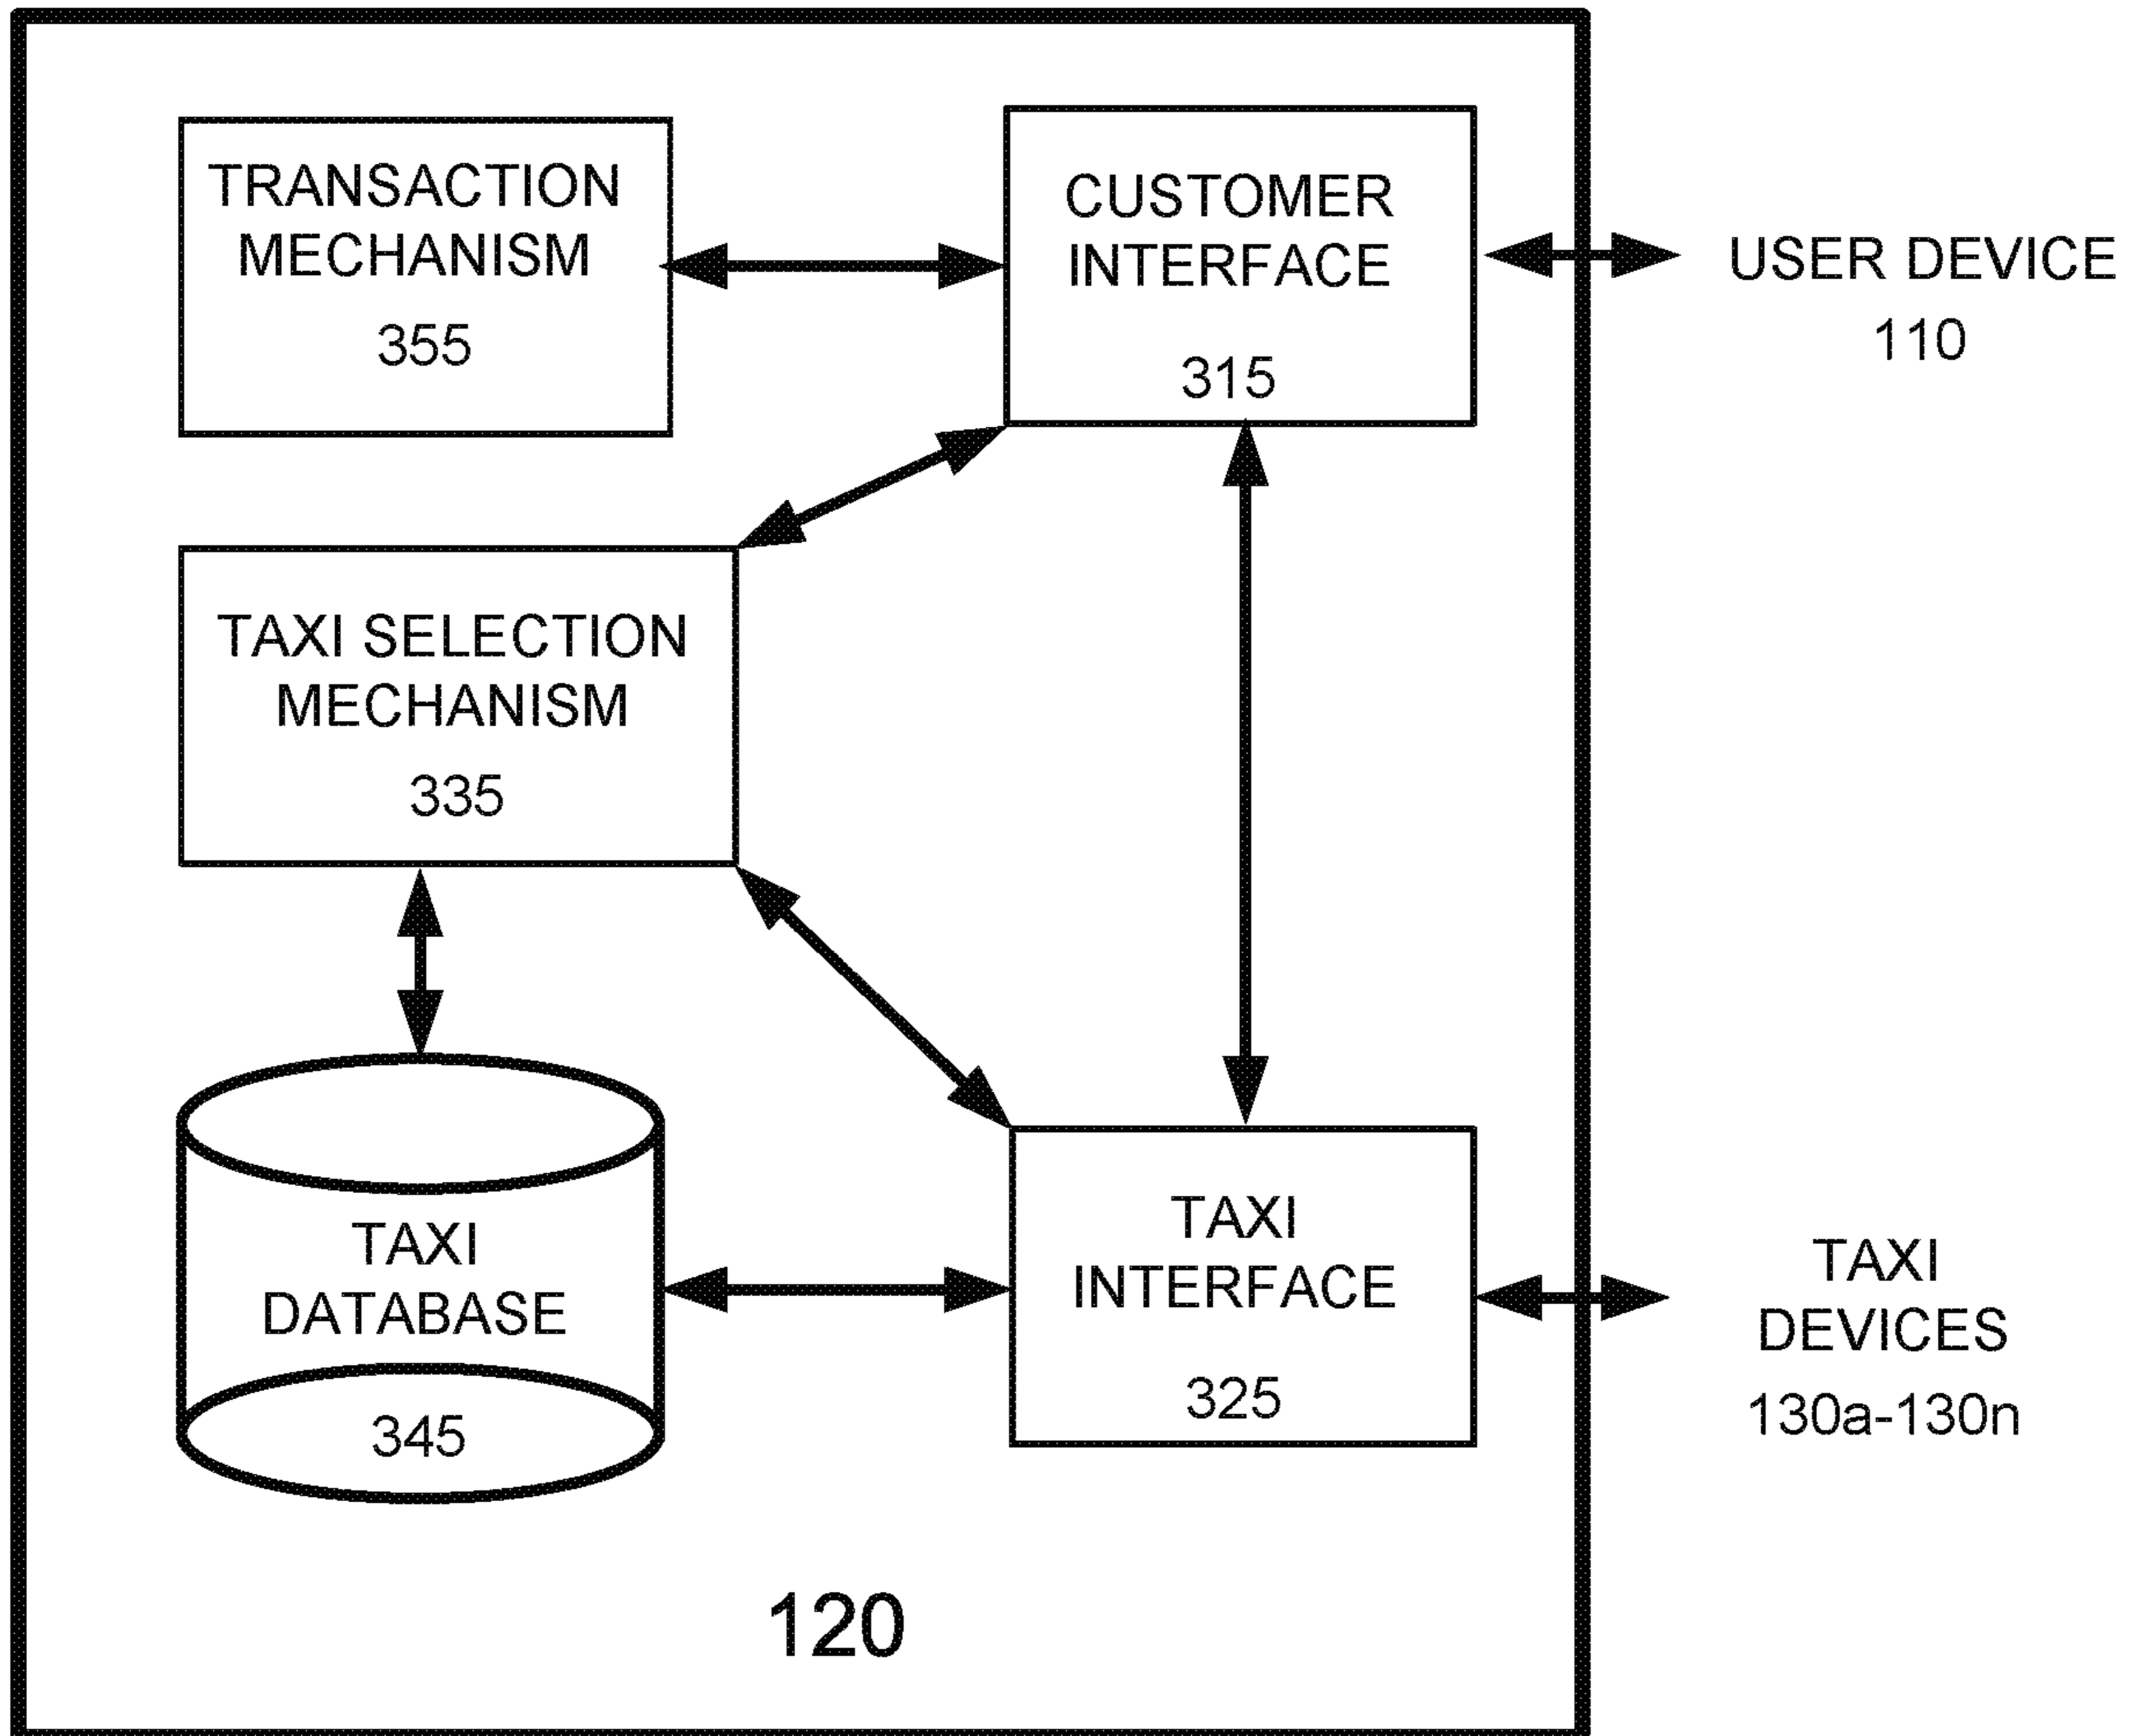 TRANSACTION
MECHANISM
355
CUSTOMER
INTERFACE
315
USER DEVICE
110
TAXI SELECTION
MECHANISM
335
TAXI
DATABASE
345
TAXI
INTERFACE
325
TAXI
DEVICES
130a-130n
120